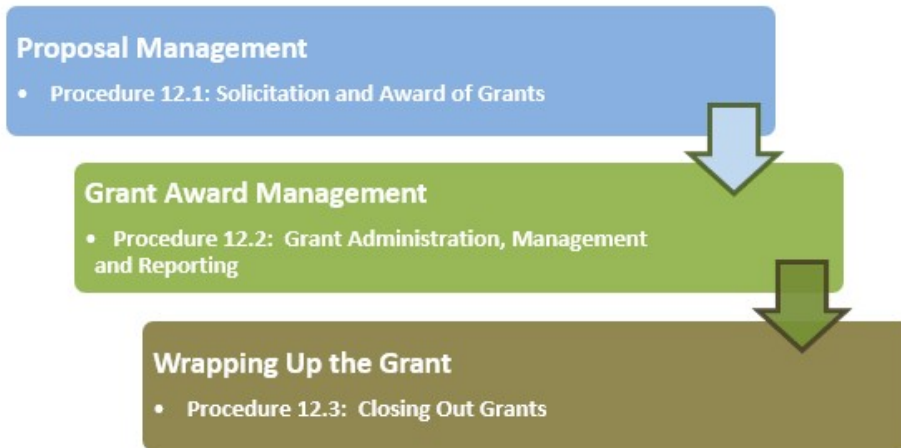 Proposal Management
• Procedure 12.1: Solicitation and Award of Grants
Grant Award Management
• Procedure 12.2: Grant Administration, Management
and Reporting
Wrapping Up the Grant
• Procedure 12.3: Closing Out Grants